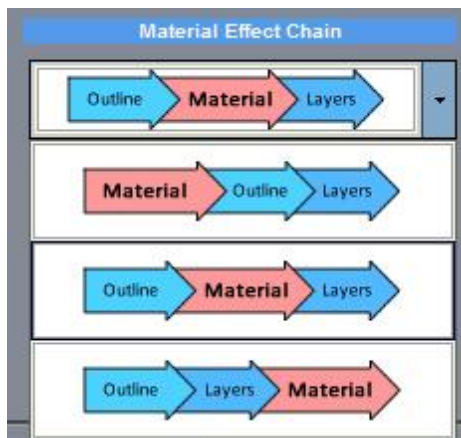 Material Effect Chain
Outline Material Layers
Material Outline Layers
Outline Material Layers
Outline Layers Material